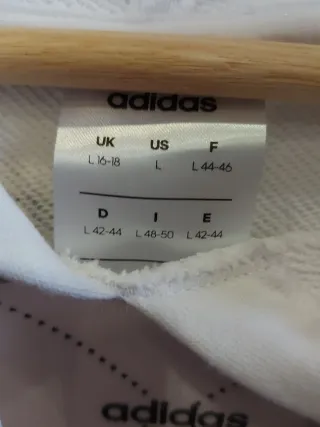 adidas
UK US F
L 16-18 L L 44-46
D I E
L 42-44 L 48-50 L 42-44
adidas